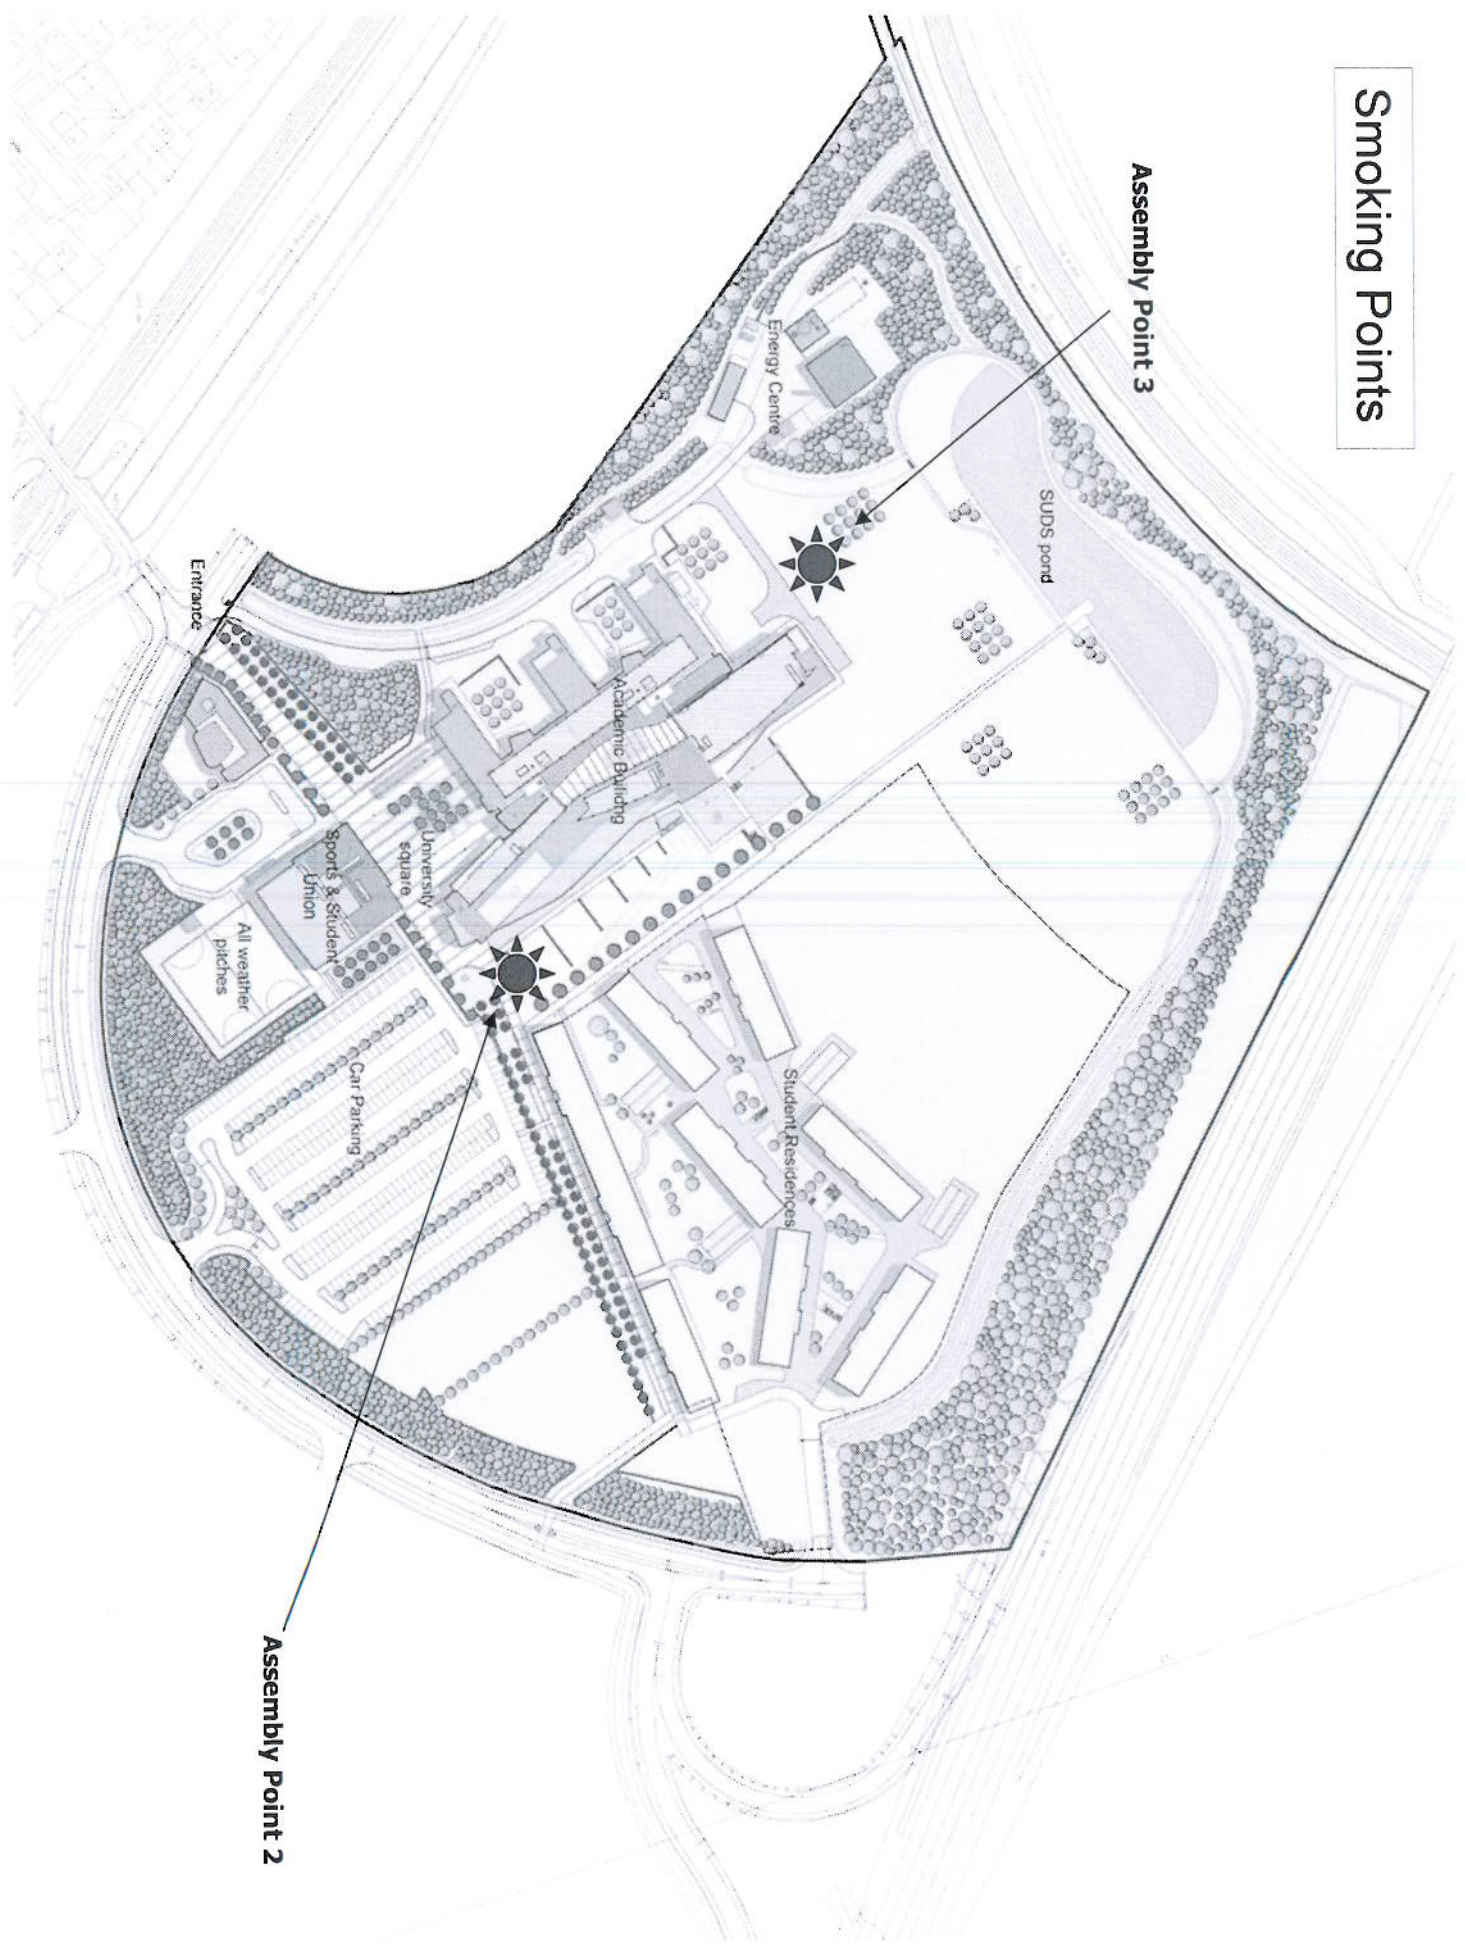 Smoking Points
Assembly Point 3
SUDS pond
Energy Centre
Student Residences
Academic Builidng
University
square
Car Parking
Sports & Student
Union
All weather
pitches
Entrance
Assembly Point 2